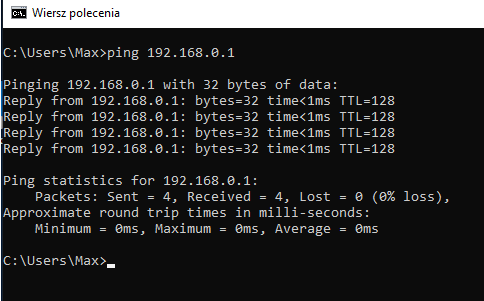 Wiersz polecenia
C:\Users\Max>ping 192.168.0.1
Pinging 192.168.0.1 with 32 bytes of data:
Reply from 192.168.0.1: bytes=32 time<1ms TTL=128
Reply from 192.168.0.1: bytes=32 time<1ms TTL=128
Reply from 192.168.0.1: bytes=32 time<1ms TTL=128
Reply from 192.168.0.1: bytes=32 time<1ms TTL=128
Ping statistics for 192.168.0.1:
    Packets: Sent = 4, Received = 4, Lost = 0 (0% loss),
Approximate round trip times in milli-seconds:
    Minimum = 0ms, Maximum = 0ms, Average = 0ms
C:\Users\Max>